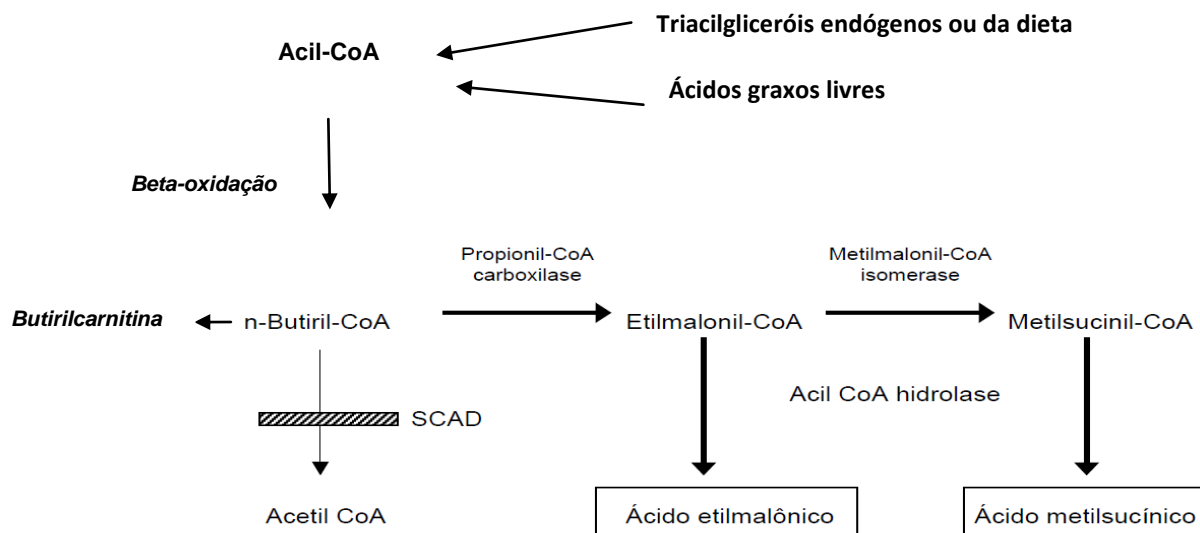 Triacilgliceróis endógenos ou da dieta
Acil-CoA
Ácidos graxos livres
Beta-oxidação
Propionil-CoA
carboxilase
Metilmalonil-CoA
isomerase
Butirilcarnitina
n-Butiril-CoA
Etilmalonil-CoA
Metilsucinil-CoA
Acil CoA hidrolase
SCAD
Acetil CoA
Ácido etilmalônico
Ácido metilsucínico